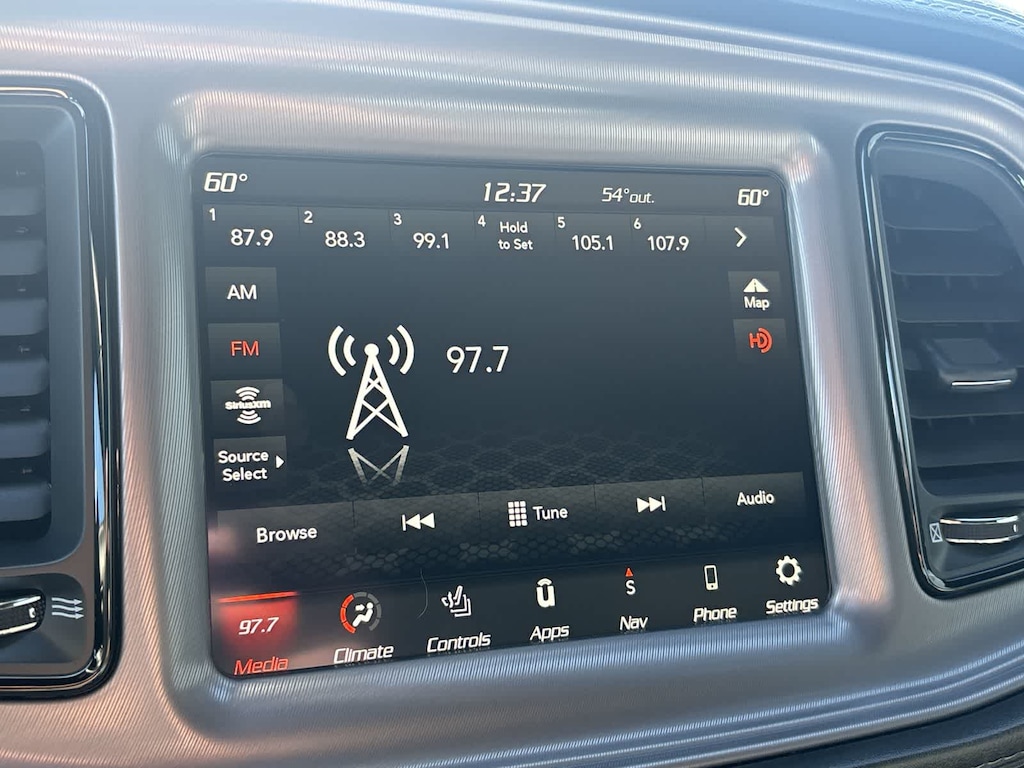 60° 12:37 54°out. 60°
1 87.9 2 88.3 3 99.1 4 Hold to Set 5 105.1 6 107.9
AM
Map
FM
HD
97.7
SiriusXM
Source
Select
Browse Tune Audio
97.7
Media Climate Controls Apps S Nav Phone Settings